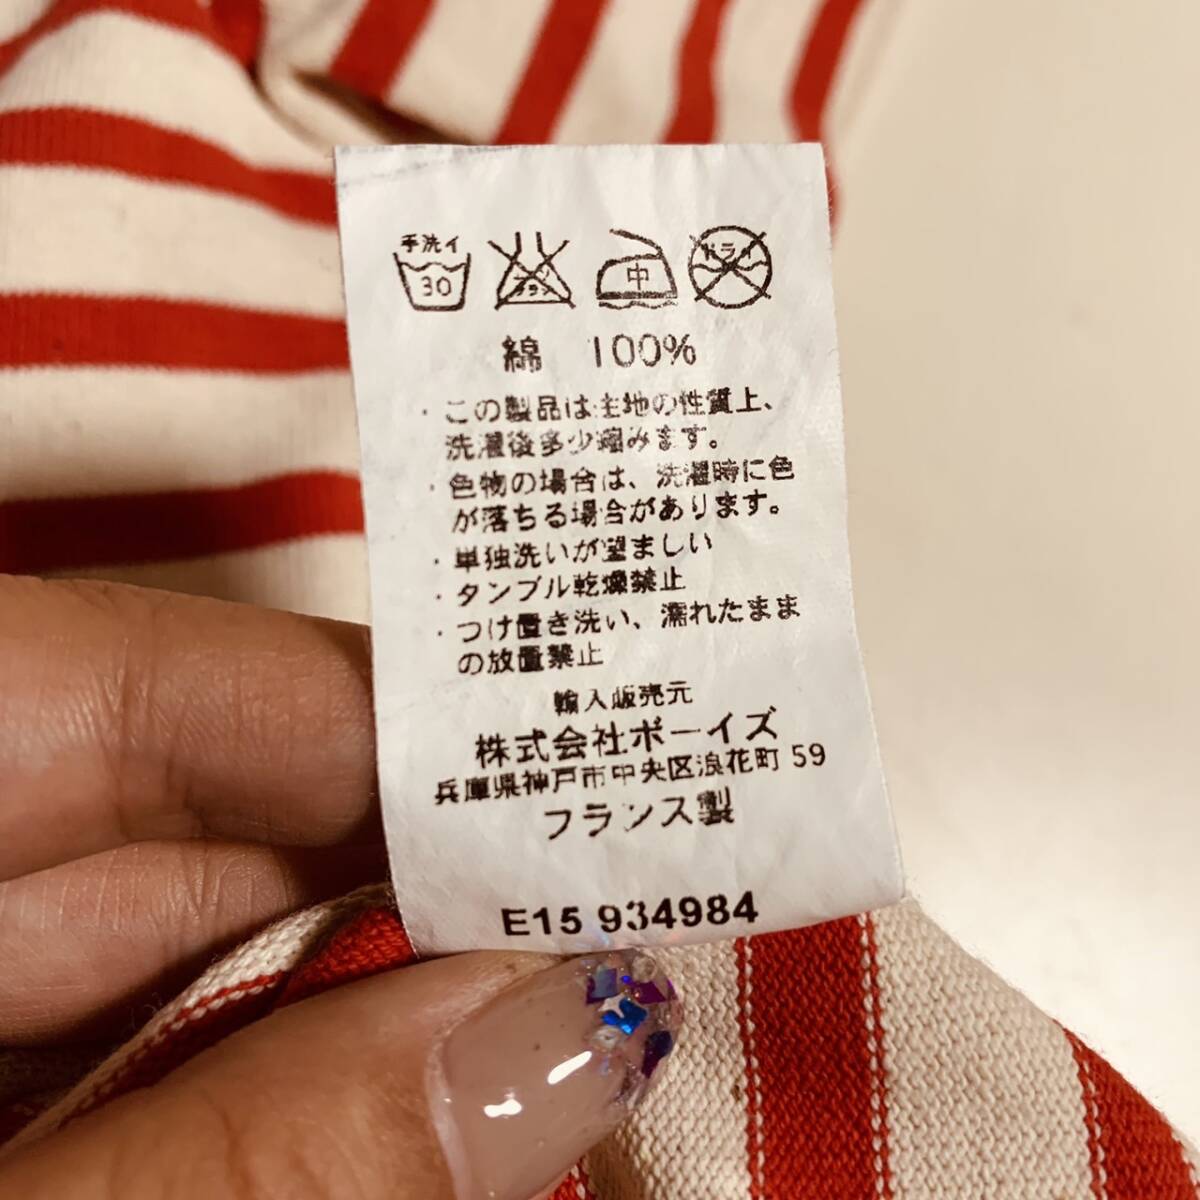 手洗イ
30
中
ドライ
綿 100%
・この製品は生地の性質上、
洗濯後多少縮みます。
・色物の場合は、洗濯時に色
が落ちる場合があります。
・単独洗いが望ましい
・タンブル乾燥禁止
・つけ置き洗い、濡れたまま
の放置禁止
輸入販売元
株式会社ボーイズ
兵庫県神戸市中央区浪花町 59
フランス製
E15 934984